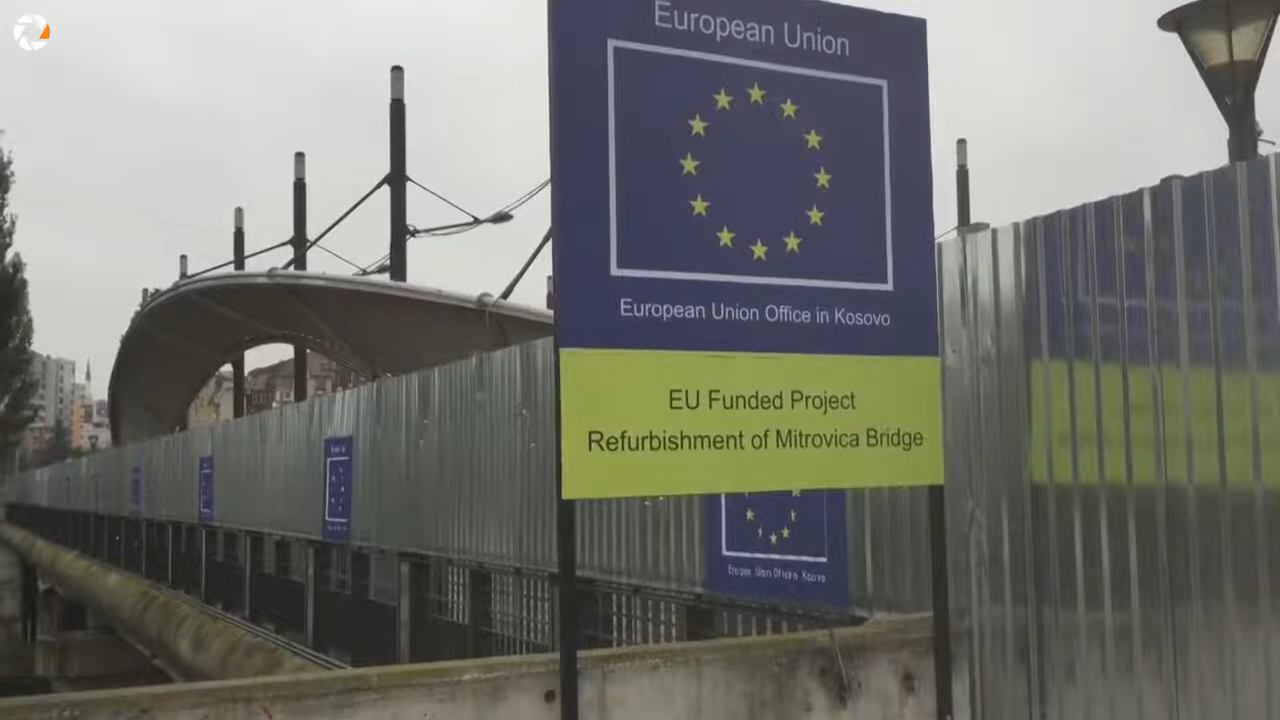 European Union
European Union Office in Kosovo
EU Funded Project
Refurbishment of Mitrovica Bridge